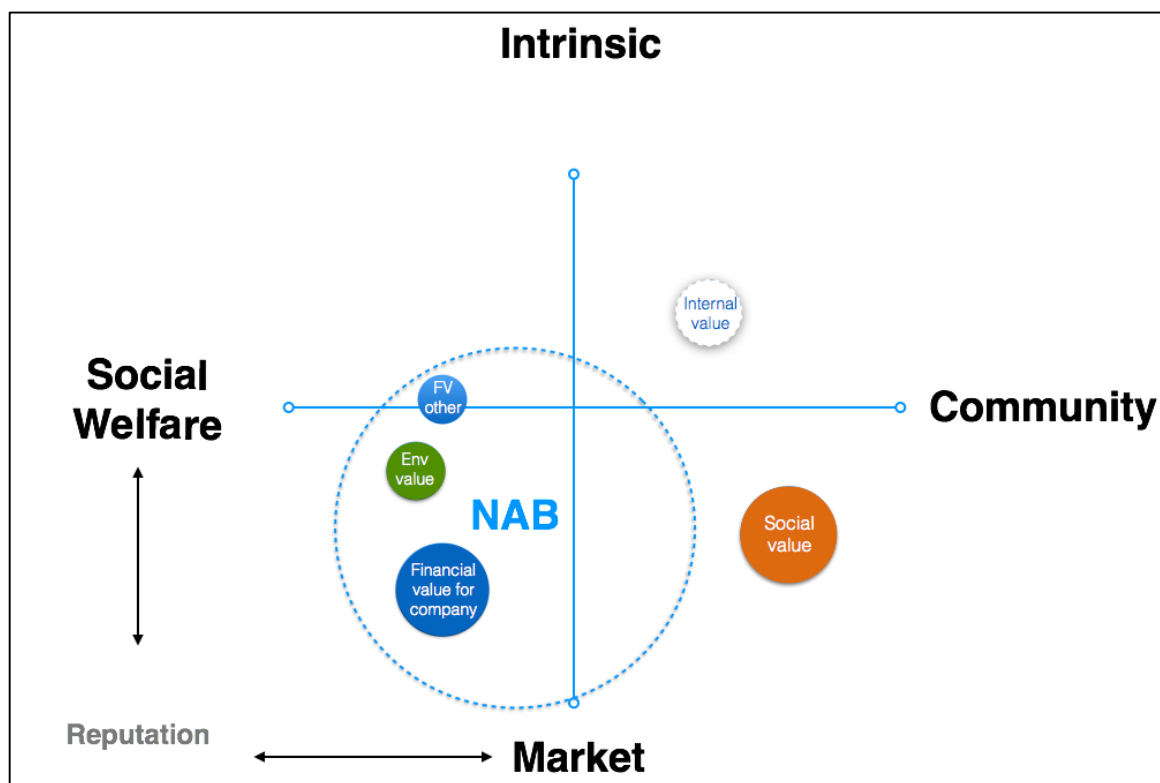 Intrinsic
Internal
value
Social
Welfare
FV
other
Community
Env
value
NAB
Social
value
Financial
value for
company
Reputation
Market